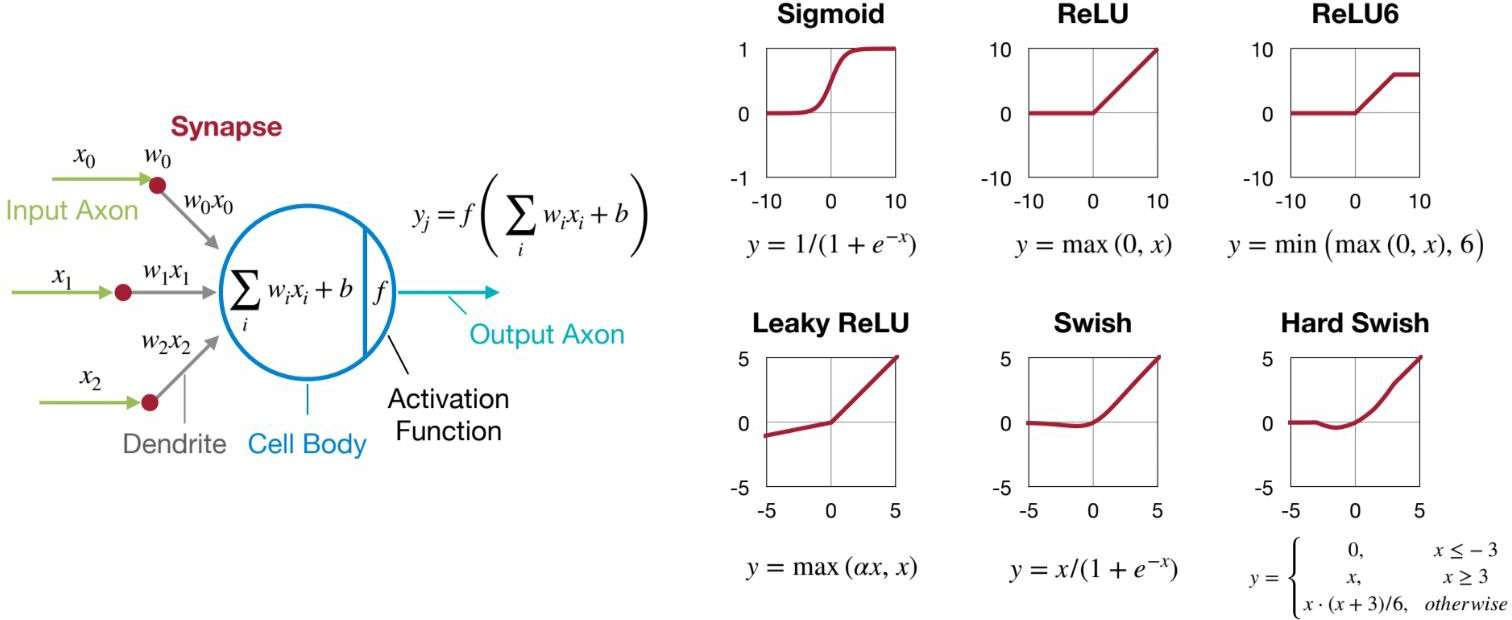 Synapse
x₀
w₀
w₀x₀
Input Axon
x₁
w₁x₁
w₂x₂
x₂
∑ᵢ wᵢxᵢ + b
f
yⱼ = f(∑ᵢ wᵢxᵢ + b)
Output Axon
Activation
Function
Dendrite
Cell Body
Sigmoid
1
0
-1
-10 0 10
y = 1/(1 + e⁻ˣ)
ReLU
10
0
-10
-10 0 10
y = max (0, x)
ReLU6
10
0
-10
-10 0 10
y = min (max (0, x), 6)
Leaky ReLU
5
0
-5
-5 0 5
y = max (αx, x)
Swish
5
0
-5
-5 0 5
y = x/(1 + e⁻ˣ)
Hard Swish
5
0
-5
-5 0 5
y = {
0, x ≤ − 3
x, x ≥ 3
x · (x + 3)/6, otherwise